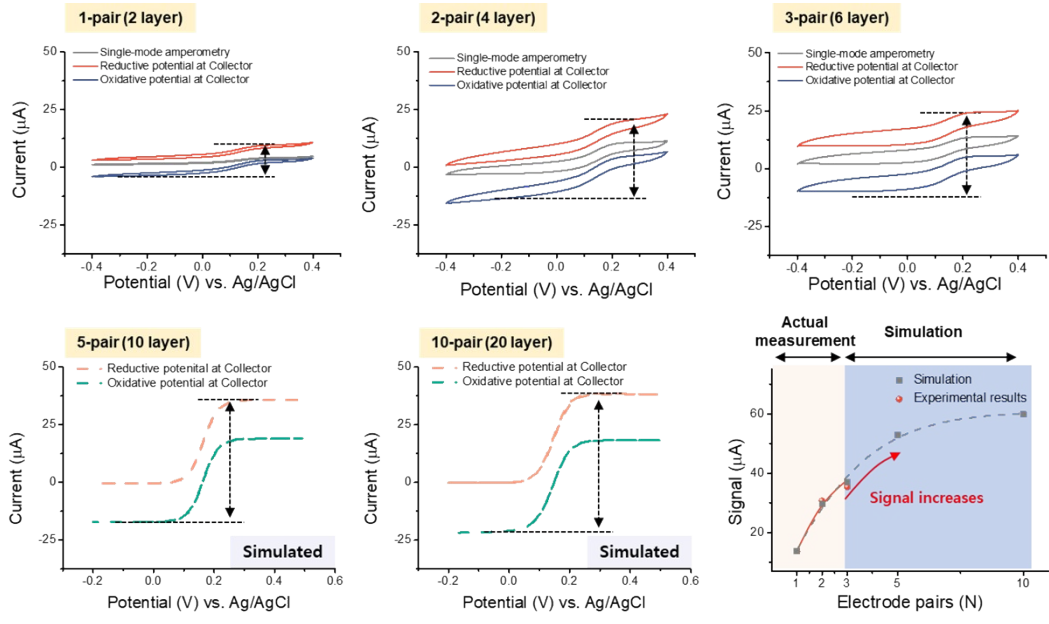 1-pair (2 layer)
50
25
0
-25
Current (μA)
Single-mode amperometry
Reductive potential at Collector
Oxidative potential at Collector
-0.4
-0.2
0.0
0.2
0.4
Potential (V) vs. Ag/AgCl
2-pair (4 layer)
50
25
0
-25
Current (μA)
Single-mode amperometry
Reductive potential at Collector
Oxidative potential at Collector
-0.4
-0.2
0.0
0.2
0.4
Potential (V) vs. Ag/AgCl
3-pair (6 layer)
50
25
0
-25
Current (μA)
Single-mode amperometry
Reductive potential at Collector
Oxidative potential at Collector
-0.4
-0.2
0.0
0.2
0.4
Potential (V) vs. Ag/AgCl
5-pair (10 layer)
50
25
0
-25
Current (μA)
Reductive potenital at Collector
Oxidative potential at Collector
Simulated
-0.2
0.0
0.2
0.4
0.6
Potential (V) vs. Ag/AgCl
10-pair (20 layer)
50
25
0
-25
Current (μA)
Reductive potenital at Collector
Oxidative potential at Collector
Simulated
-0.2
0.0
0.2
0.4
0.6
Potential (V) vs. Ag/AgCl
Actual
measurement
Simulation
60
40
20
Signal (μA)
Simulation
Experimental results
Signal increases
1
2
3
5
10
Electrode pairs (N)